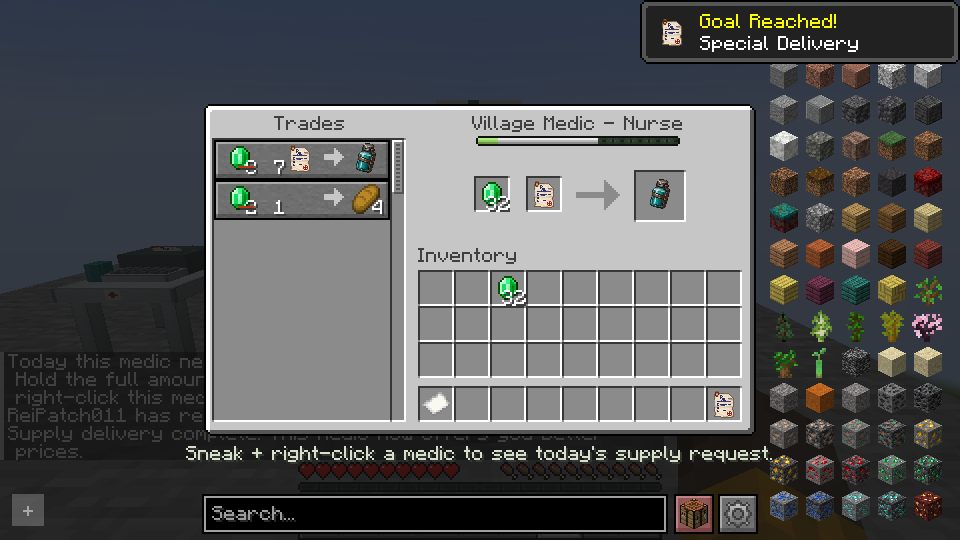 Goal Reached!
Special Delivery
Trades
Village Medic - Nurse
7
1
4
32
Inventory
32
Today this medic ne
Hold the full amoun
right-click this med
ReiPatch011 has re
Supply delivery complete. This medic now offers you better
prices.
Sneak + right-click a medic to see today's supply request.
Search...
+